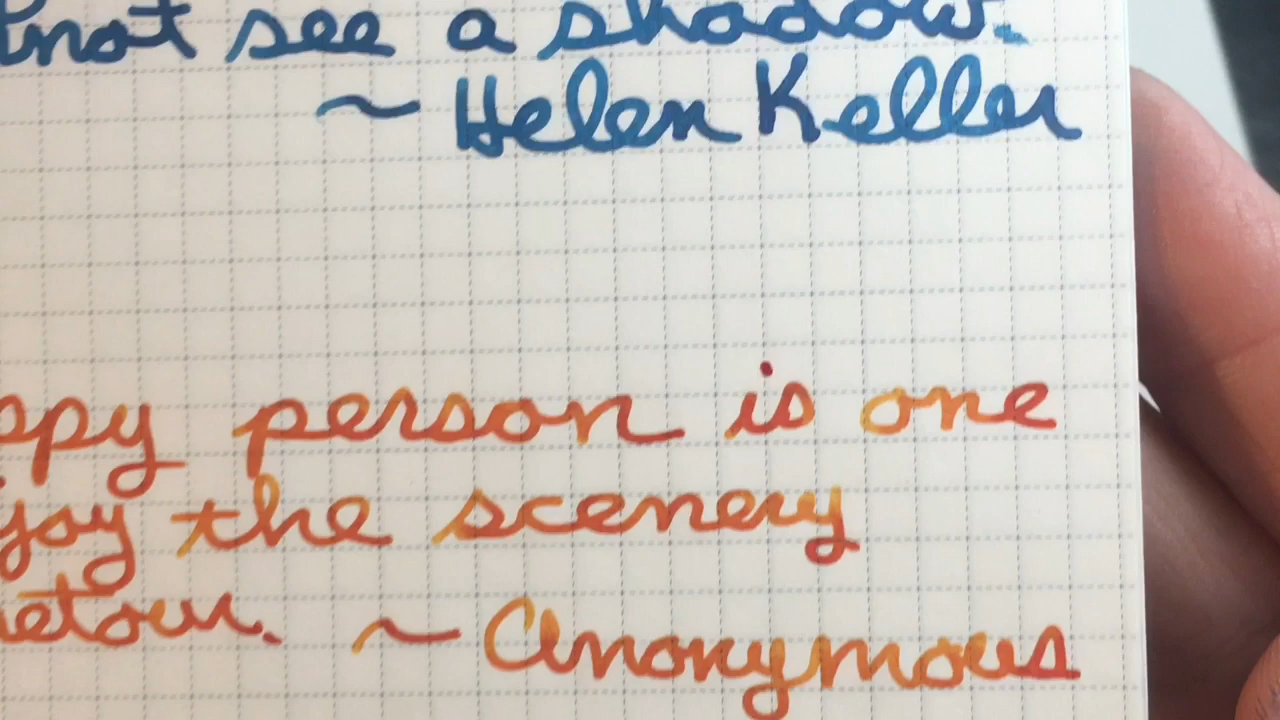 not see a shadow.
~ Helen Keller
ppy person is one
joy the scenery
etour. ~ Anonymous